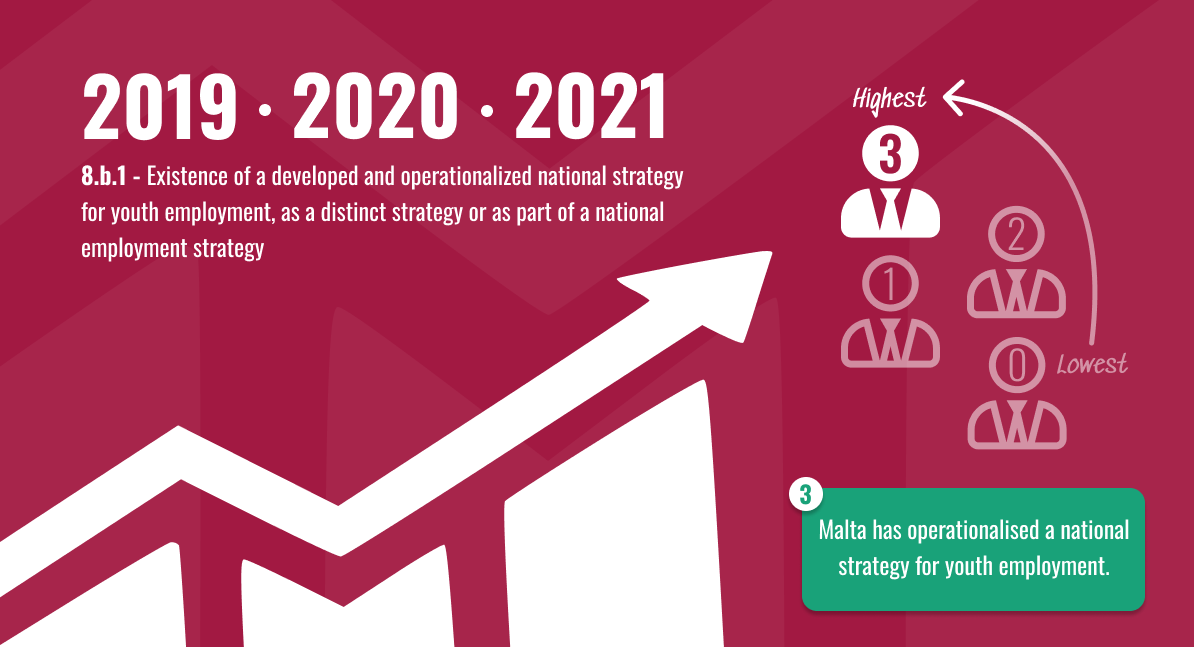 2019 · 2020 · 2021
8.b.1 - Existence of a developed and operationalized national strategy
for youth employment, as a distinct strategy or as part of a national
employment strategy
Highest
3
2
1
0
Lowest
3
Malta has operationalised a national
strategy for youth employment.